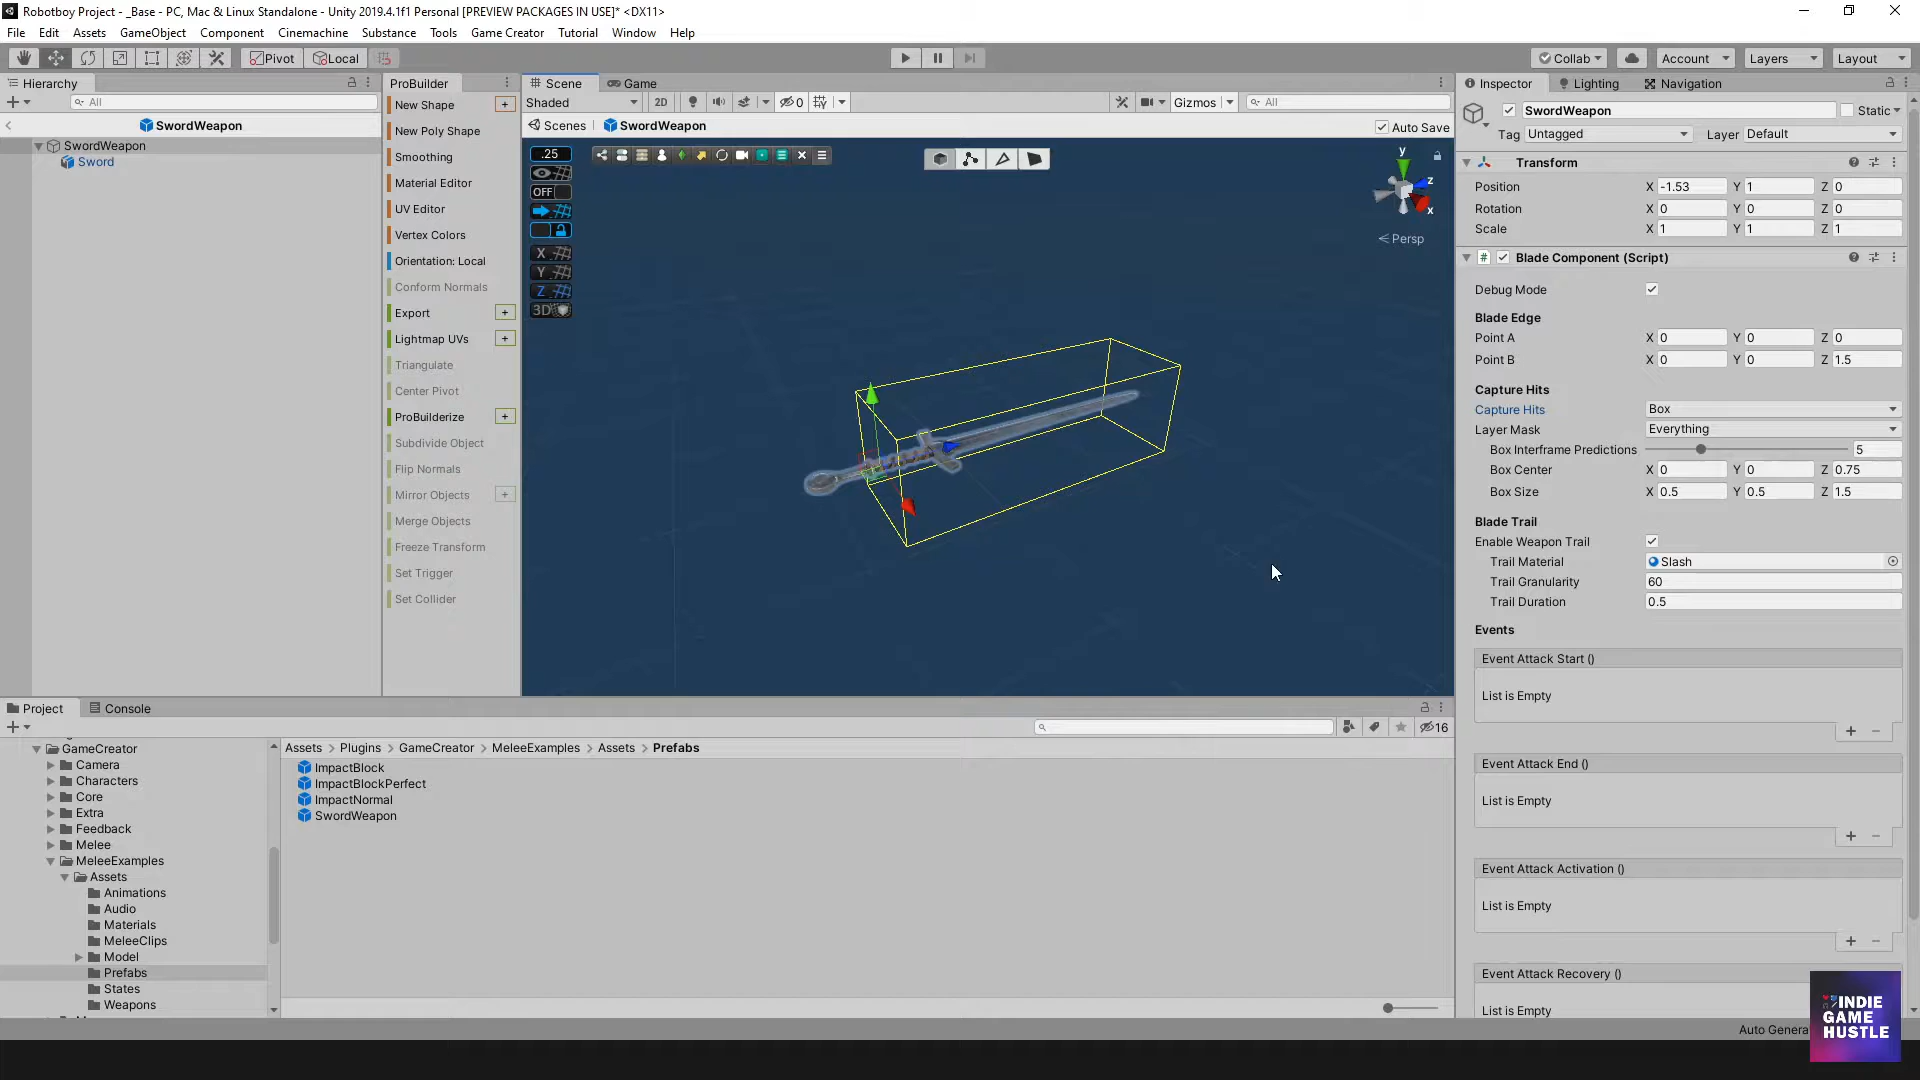 Robotboy Project - _Base - PC, Mac & Linux Standalone - Unity 2019.4.1f1 Personal [PREVIEW PACKAGES IN USE]* <DX11>
File Edit Assets GameObject Component Cinemachine Substance Tools Game Creator Tutorial Window Help
Pivot Local Collab Account Layers Layout
Hierarchy
All
SwordWeapon
SwordWeapon
Sword
ProBuilder
New Shape +
New Poly Shape
Smoothing
Material Editor
UV Editor
Vertex Colors
Orientation: Local
Conform Normals
Export +
Lightmap UVs +
Triangulate
Center Pivot
ProBuilderize +
Subdivide Object
Flip Normals
Mirror Objects +
Merge Objects
Freeze Transform
Set Trigger
Set Collider
Scene Game
Shaded 2D 0 Gizmos All
Scenes SwordWeapon Auto Save
.25
OFF
X
Y
Z
3D
y
z
x
Persp
Inspector Lighting Navigation
SwordWeapon Static
Tag Untagged Layer Default
Transform
Position X -1.53 Y 1 Z 0
Rotation X 0 Y 0 Z 0
Scale X 1 Y 1 Z 1
# Blade Component (Script)
Debug Mode
Blade Edge
Point A X 0 Y 0 Z 0
Point B X 0 Y 0 Z 1.5
Capture Hits
Capture Hits Box
Layer Mask Everything
Box Interframe Predictions 5
Box Center X 0 Y 0 Z 0.75
Box Size X 0.5 Y 0.5 Z 1.5
Blade Trail
Enable Weapon Trail
Trail Material Slash
Trail Granularity 60
Trail Duration 0.5
Events
Event Attack Start ()
List is Empty
+ -
Event Attack End ()
List is Empty
+ -
Event Attack Activation ()
List is Empty
+ -
Event Attack Recovery ()
List is Empty
Auto Genera
INDIE
GAME
HUSTLE
Project Console
16
GameCreator
Camera
Characters
Core
Extra
Feedback
Melee
MeleeExamples
Assets
Animations
Audio
Materials
MeleeClips
Model
Prefabs
States
Weapons
Assets > Plugins > GameCreator > MeleeExamples > Assets > Prefabs
ImpactBlock
ImpactBlockPerfect
ImpactNormal
SwordWeapon